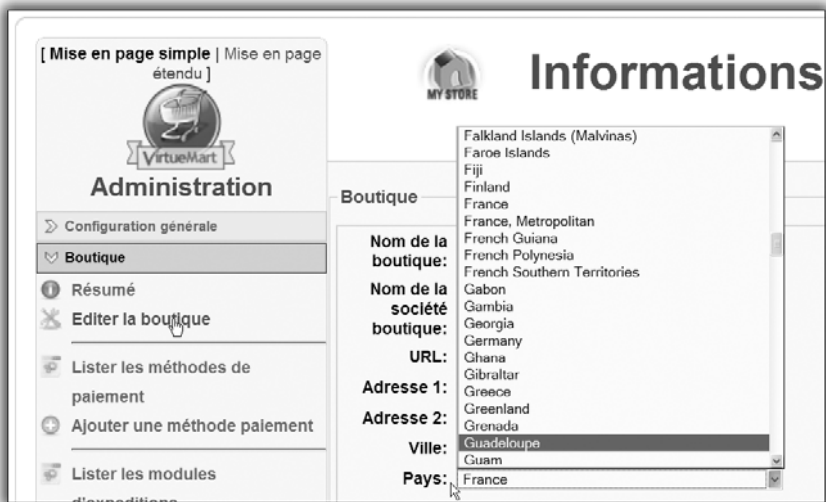 [ Mise en page simple | Mise en page
étendu ]
VirtueMart
Administration
Configuration générale
Boutique
Résumé
Editer la boutique
Lister les méthodes de
paiement
Ajouter une méthode paiement
Lister les modules
d'expeditions
MY STORE
Informations
Boutique
Nom de la
boutique:
Nom de la
société
boutique:
URL:
Adresse 1:
Adresse 2:
Ville:
Pays:
Falkland Islands (Malvinas)
Faroe Islands
Fiji
Finland
France
France, Metropolitan
French Guiana
French Polynesia
French Southern Territories
Gabon
Gambia
Georgia
Germany
Ghana
Gibraltar
Greece
Greenland
Grenada
Guadeloupe
Guam
France